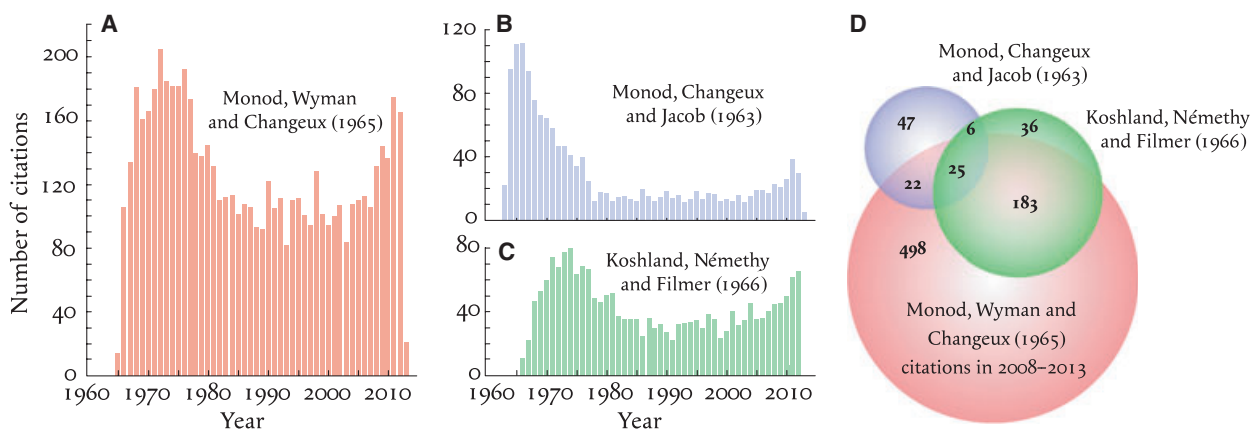 A
Number of citations
200
160
120
80
40
0
Monod, Wyman
and Changeux (1965)
1960 1970 1980 1990 2000 2010
Year
B
120
80
40
0
Monod, Changeux
and Jacob (1963)
C
80
40
0
Koshland, Némethy
and Filmer (1966)
1960 1970 1980 1990 2000 2010
Year
D
Monod, Changeux
and Jacob (1963)
Koshland, Némethy
and Filmer (1966)
47
6
36
25
22
183
498
Monod, Wyman and
Changeux (1965)
citations in 2008–2013